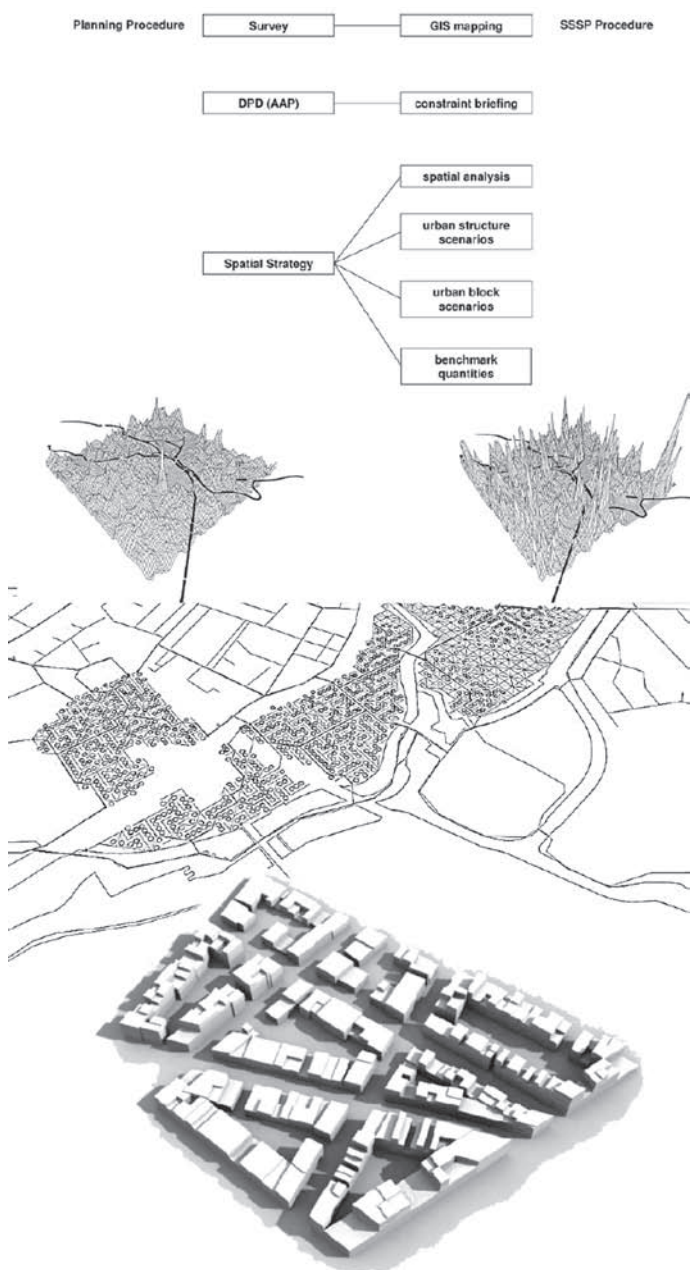 Planning Procedure Survey GIS mapping SSSP Procedure
DPD (AAP) constraint briefing
spatial analysis
urban structure
scenarios
Spatial Strategy
urban block
scenarios
benchmark
quantities